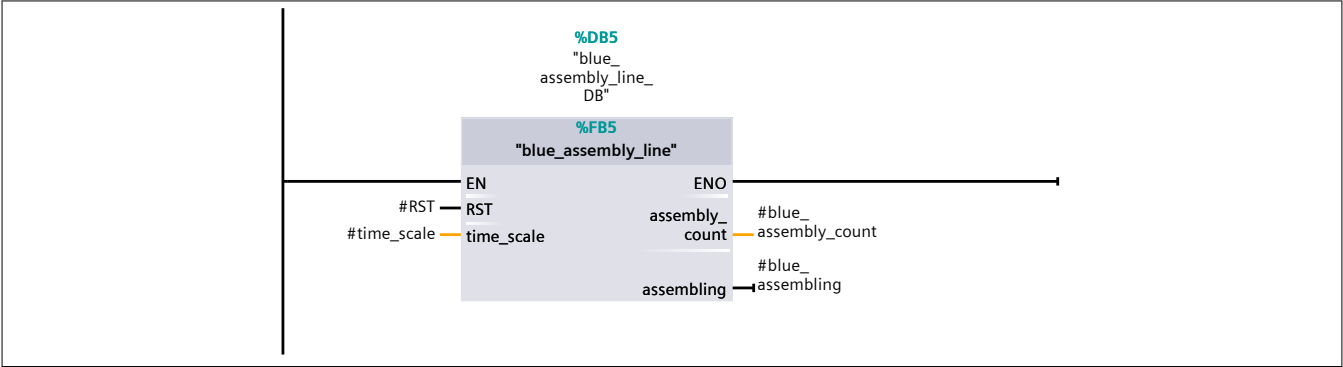 %DB5
"blue_
assembly_line_
DB"
%FB5
"blue_assembly_line"
EN
ENO
#RST
RST
assembly_
count
#blue_
assembly_count
#time_scale
time_scale
#blue_
assembling
assembling